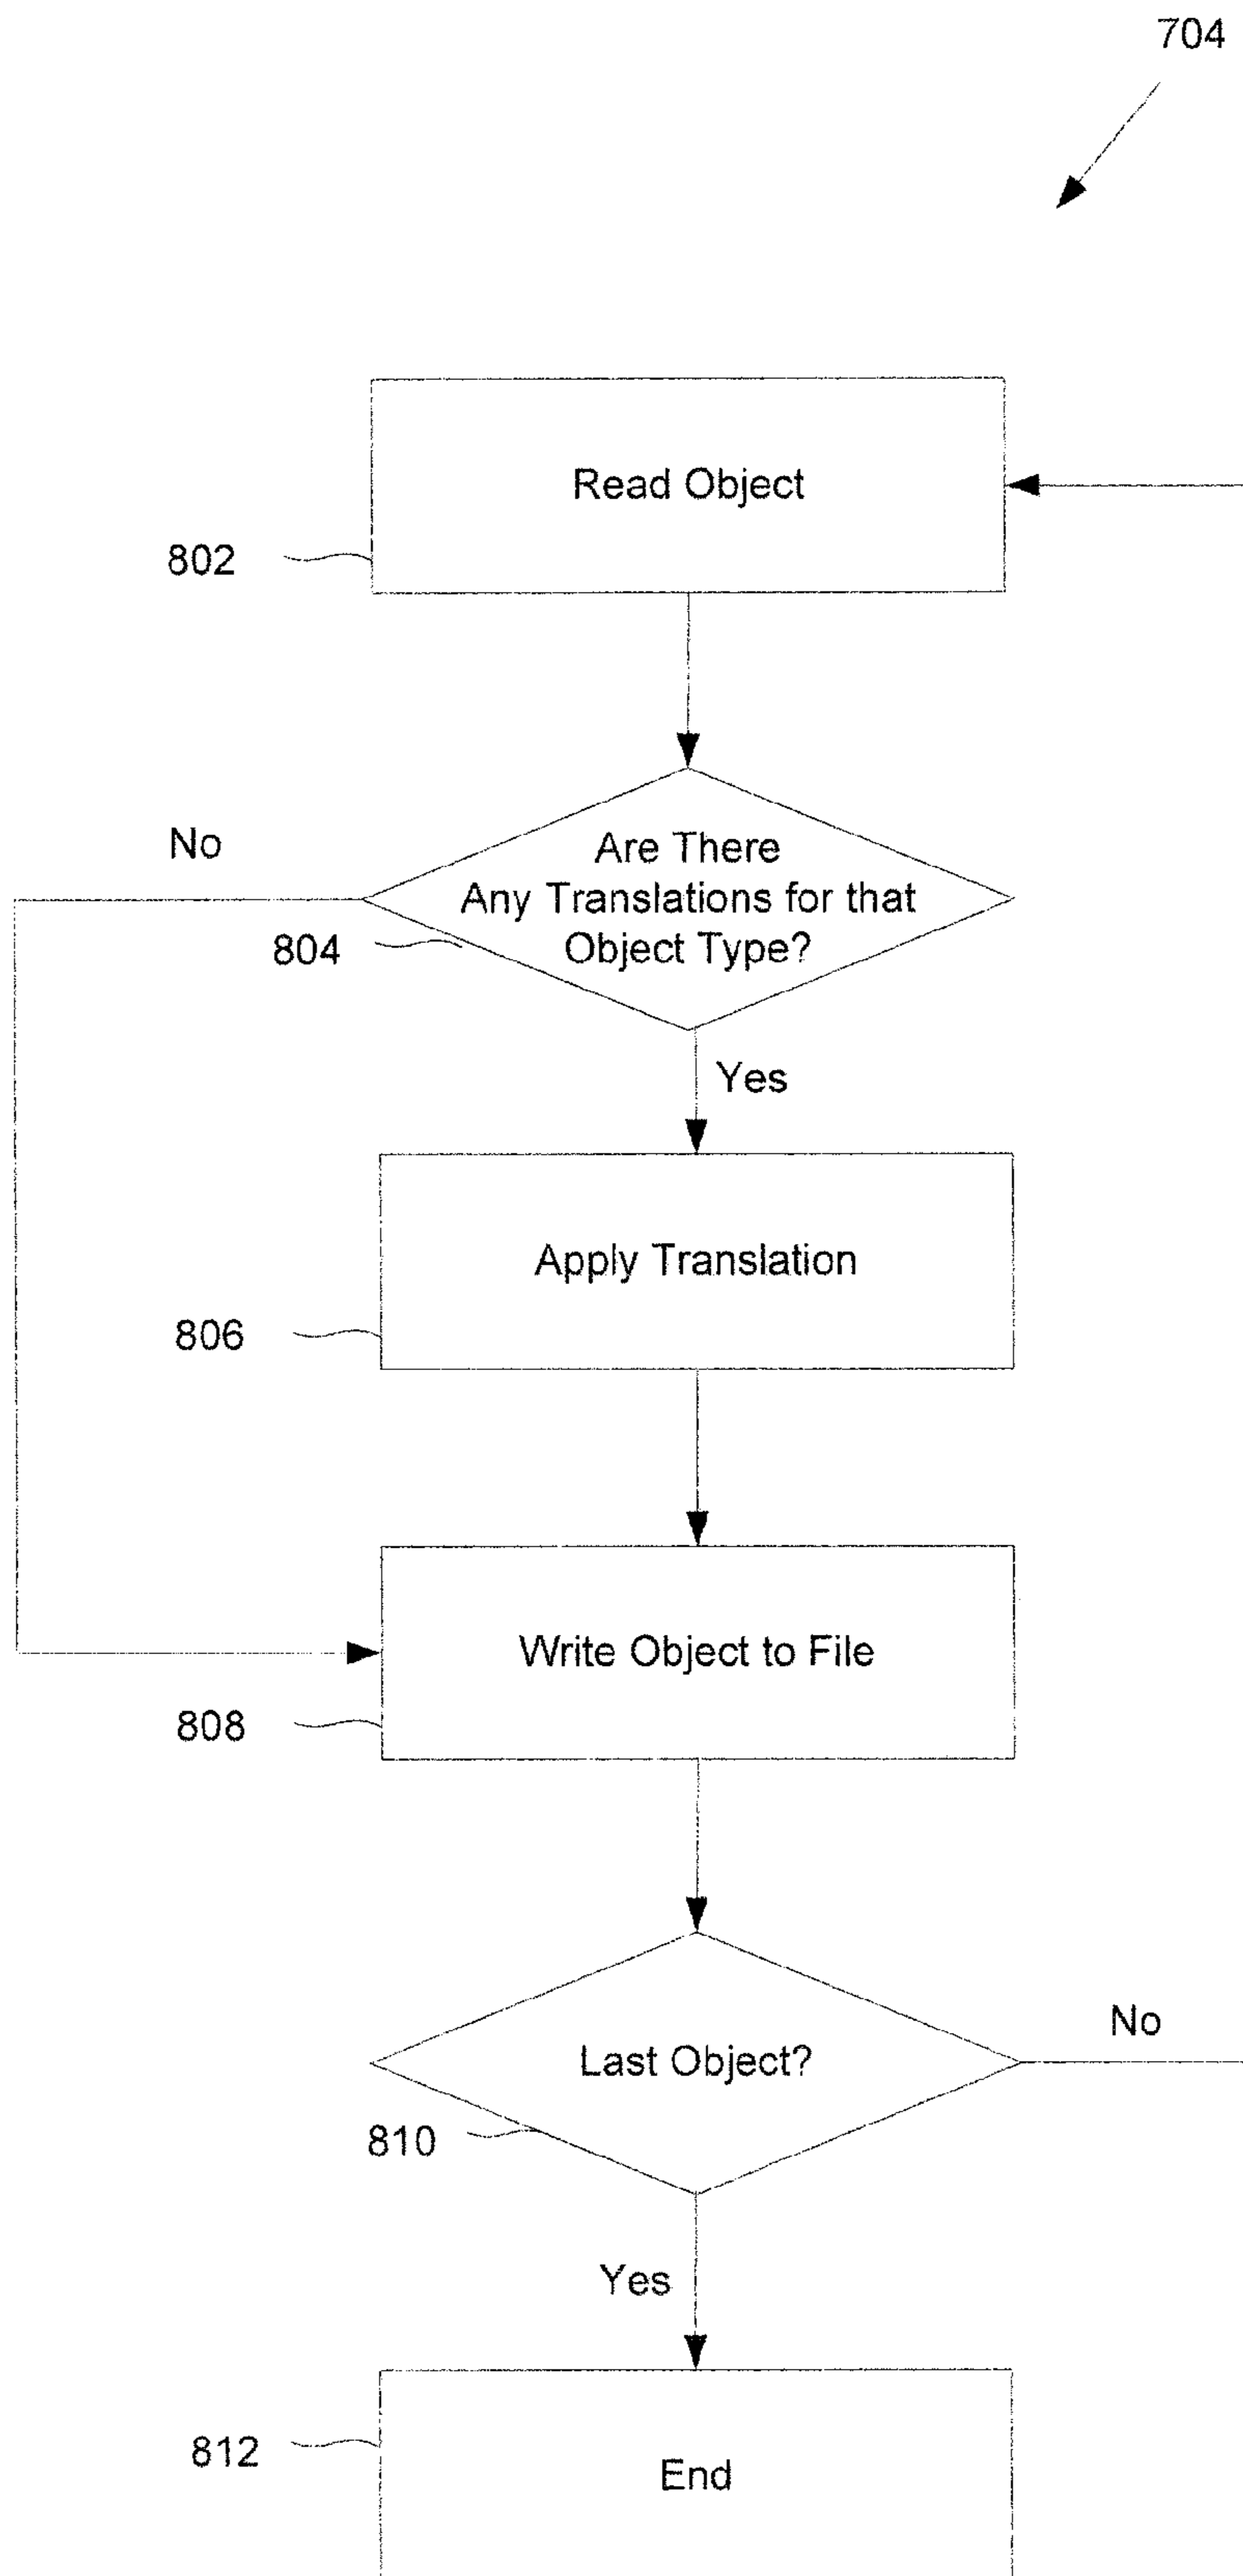 704
Read Object
802
No
Are There
Any Translations for that
Object Type?
804
Yes
Apply Translation
806
Write Object to File
808
Last Object?
No
810
Yes
812
End